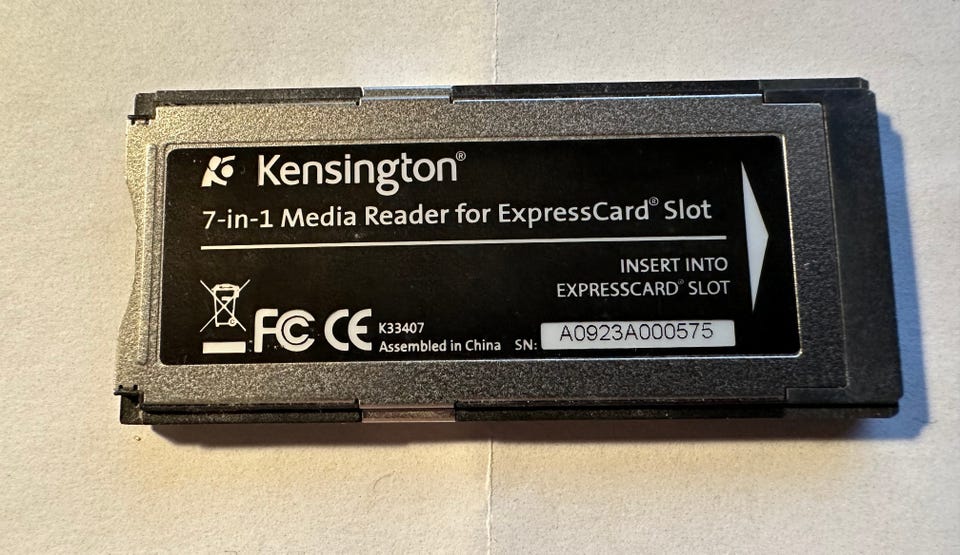 Kensington®
7-in-1 Media Reader for ExpressCard® Slot
INSERT INTO
EXPRESSCARD® SLOT
FC CE K33407
Assembled in China SN: A0923A000575